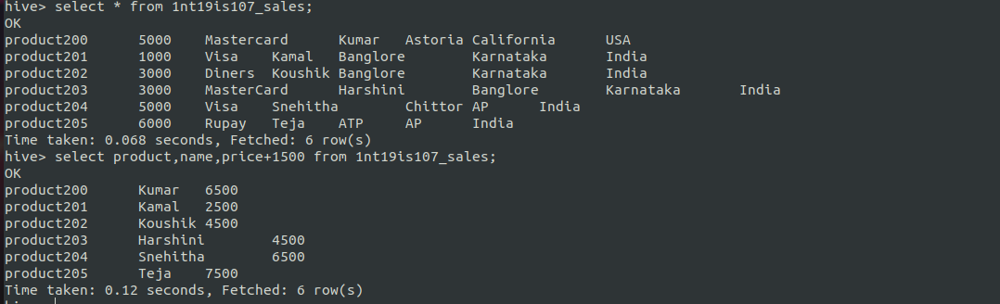 hive> select * from 1nt19is107_sales;
OK
product200 5000 Mastercard Kumar Astoria California USA
product201 1000 Visa Kamal Banglore Karnataka India
product202 3000 Diners Koushik Banglore Karnataka India
product203 3000 MasterCard Harshini Banglore Karnataka India
product204 5000 Visa Snehitha Chittor AP India
product205 6000 Rupay Teja ATP AP India
Time taken: 0.068 seconds, Fetched: 6 row(s)
hive> select product,name,price+1500 from 1nt19is107_sales;
OK
product200 Kumar 6500
product201 Kamal 2500
product202 Koushik 4500
product203 Harshini 4500
product204 Snehitha 6500
product205 Teja 7500
Time taken: 0.12 seconds, Fetched: 6 row(s)